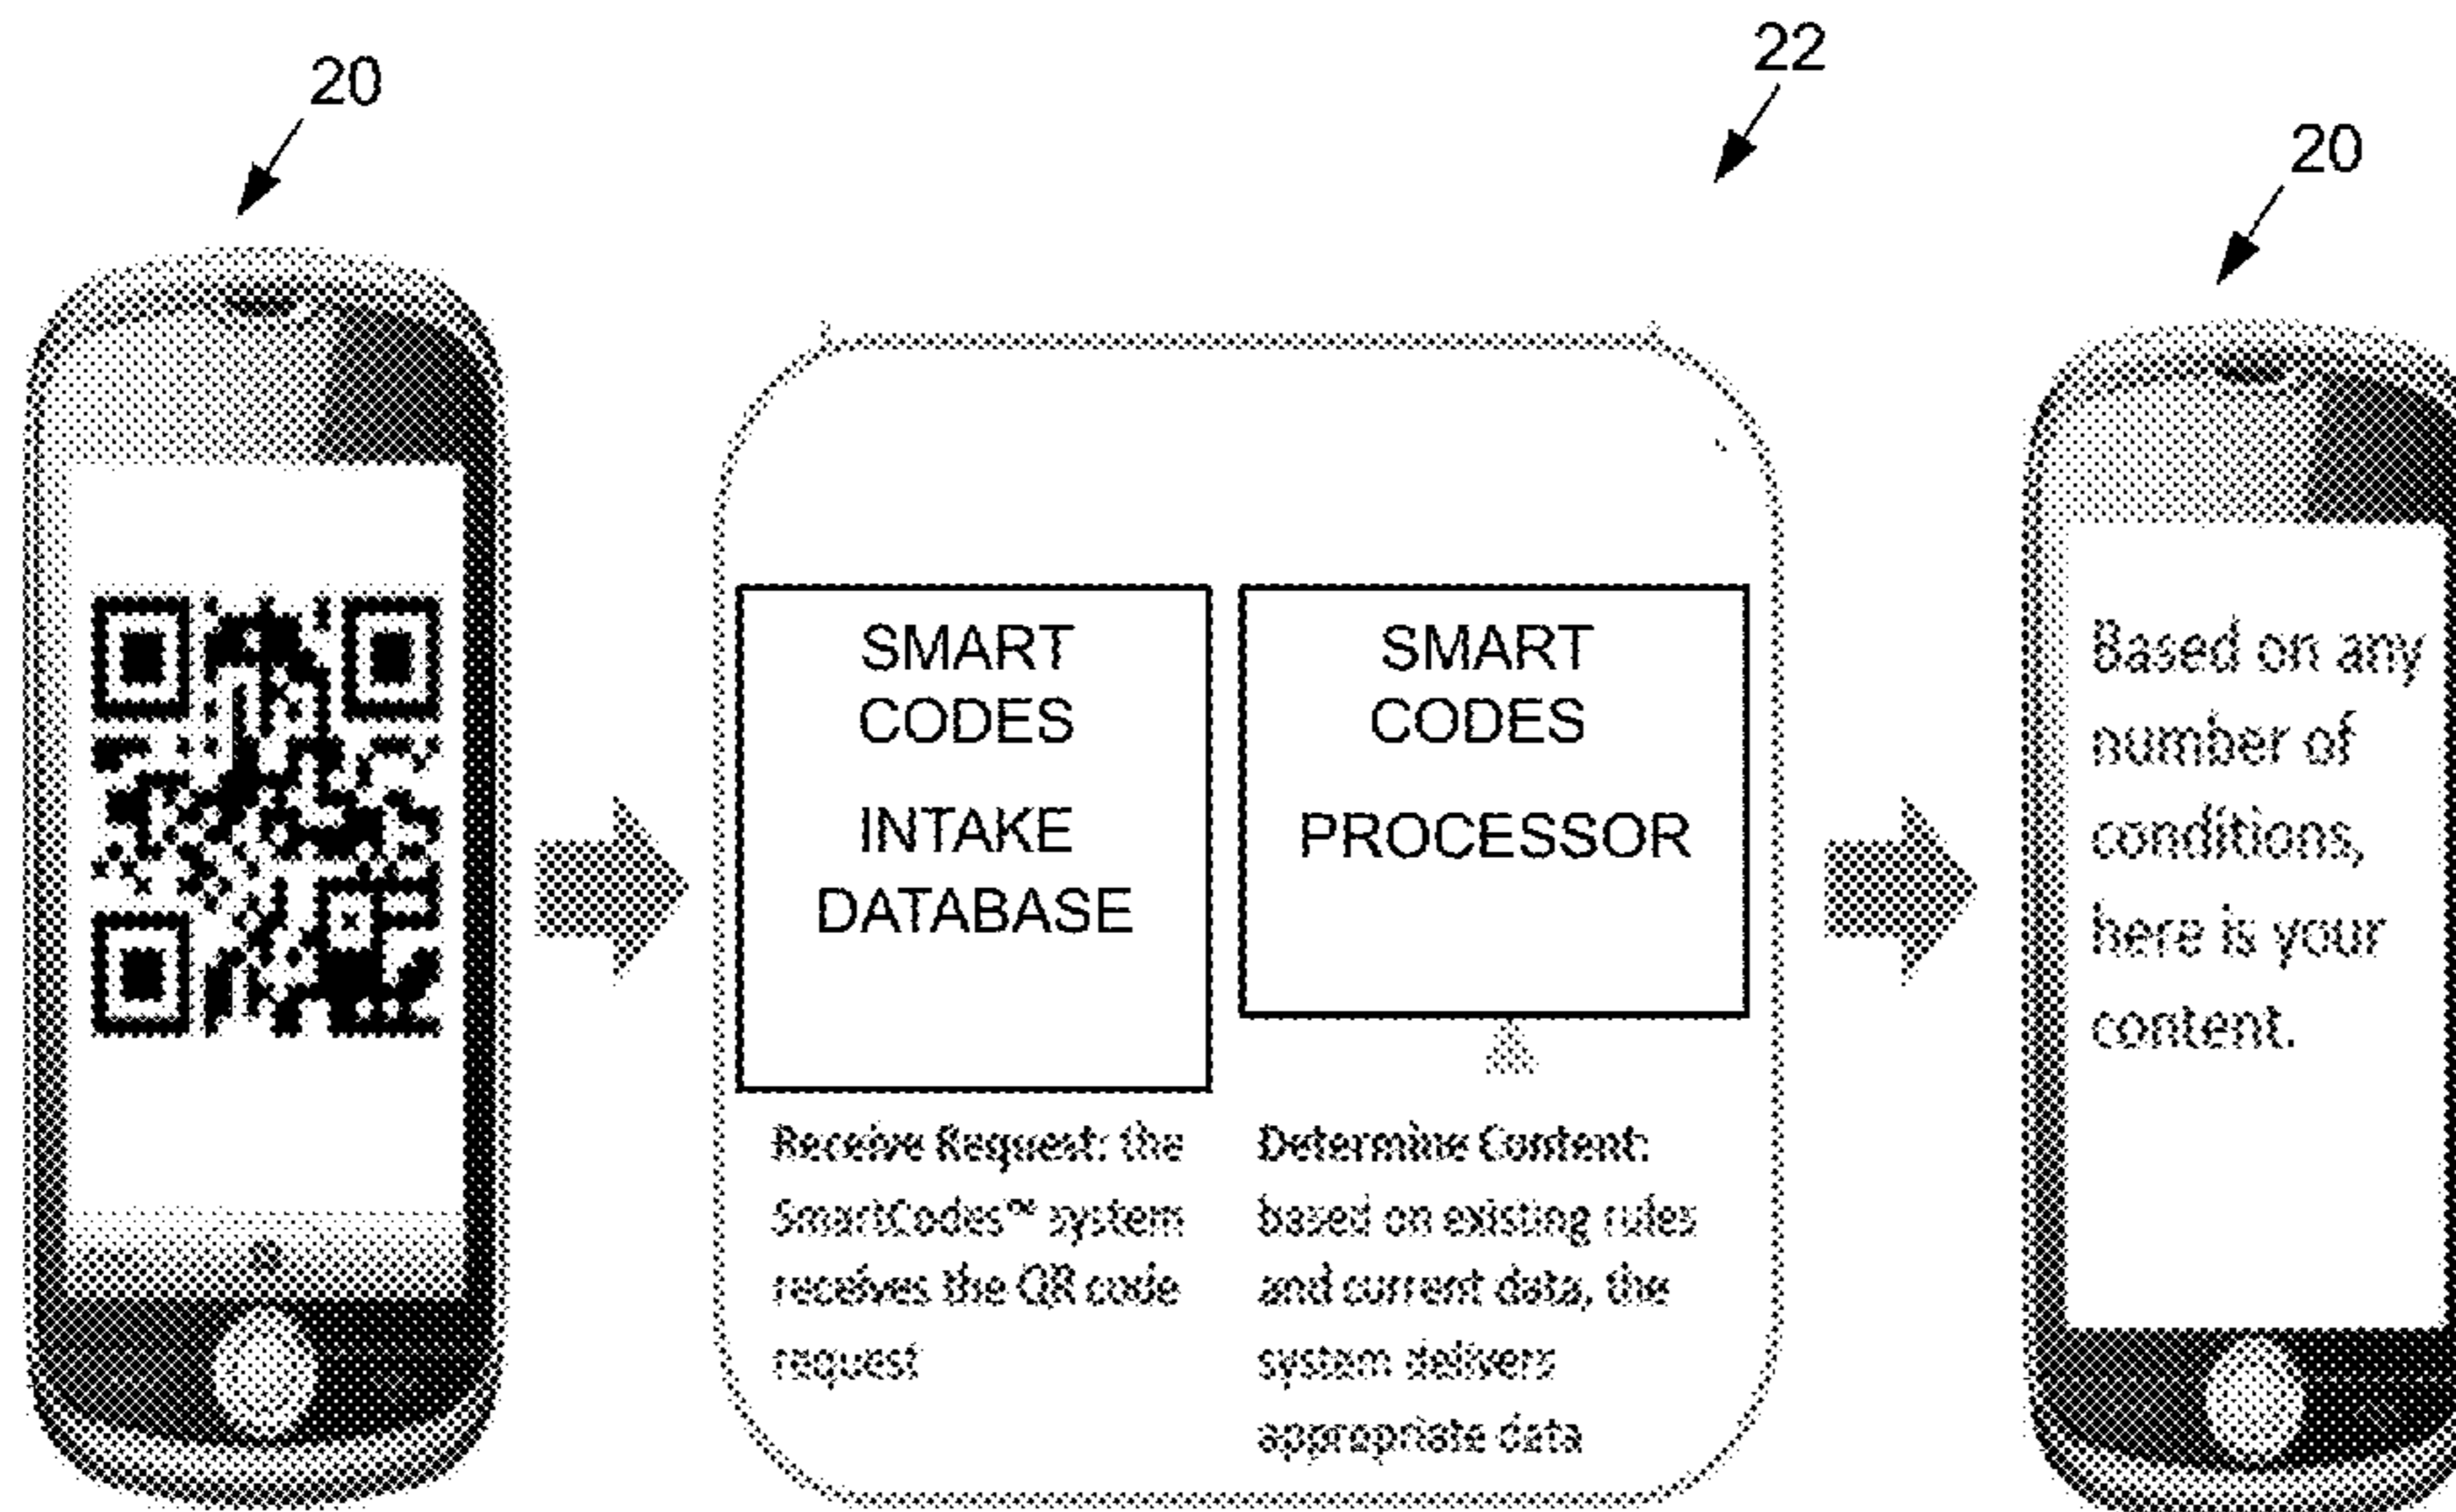 20
22
20
SMART
CODES
INTAKE
DATABASE
SMART
CODES
PROCESSOR
Receive Request: the
SmartCodes™ system
receives the QR code
request
Determine Content:
based on existing rules
and current data, the
system delivers
appropriate data
Based on any
number of
conditions,
here is your
content.